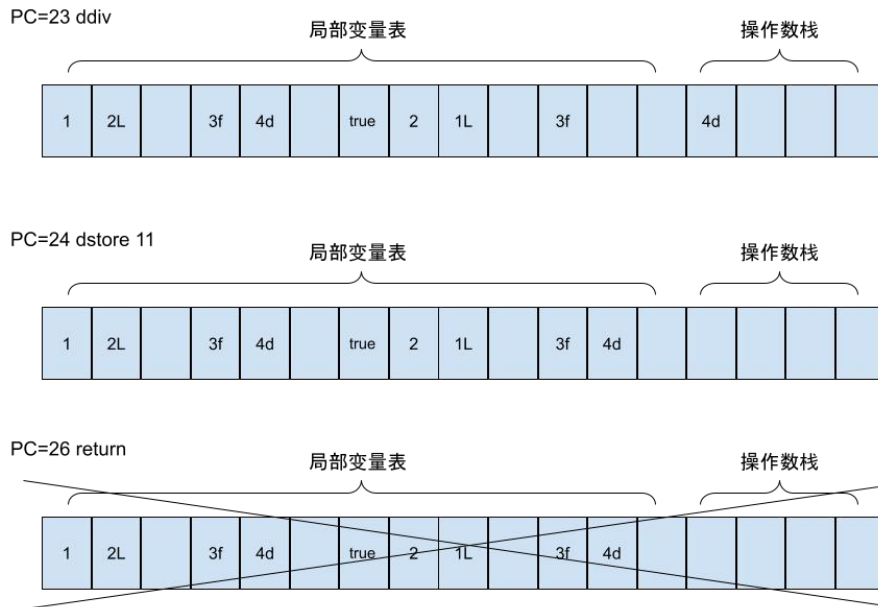 PC=23 ddiv
局部变量表 操作数栈
1 2L 3f 4d true 2 1L 3f 4d
PC=24 dstore 11
局部变量表 操作数栈
1 2L 3f 4d true 2 1L 3f 4d
PC=26 return
局部变量表 操作数栈
1 2L 3f 4d true 2 1L 3f 4d